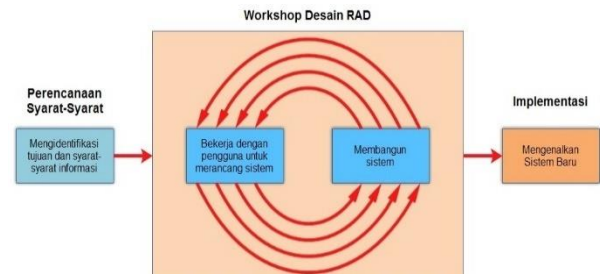 Workshop Desain RAD
Perencanaan
Syarat-Syarat
Mengidentifikasi
tujuan dan syarat-
syarat informasi
Bekerja dengan
pengguna untuk
merancang sistem
Membangun
sistem
Implementasi
Mengenalkan
Sistem Baru